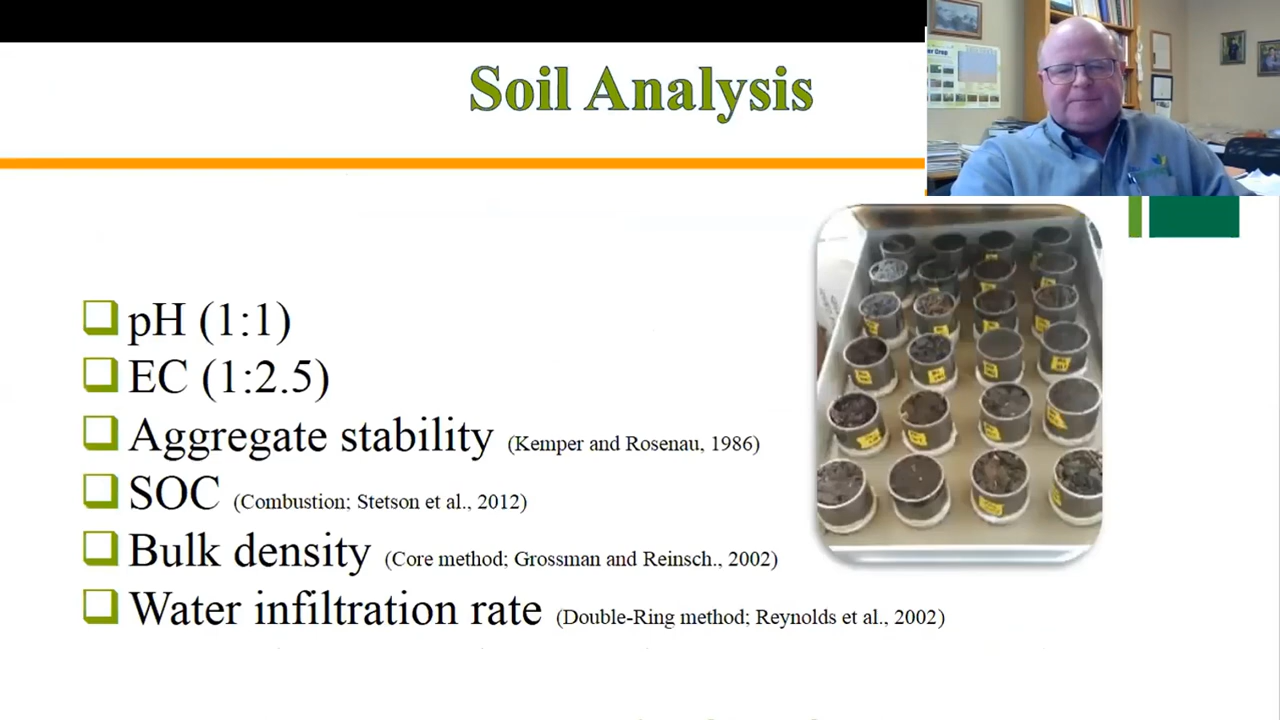 Soil Analysis
pH (1:1)
EC (1:2.5)
Aggregate stability (Kemper and Rosenau, 1986)
SOC (Combustion; Stetson et al., 2012)
Bulk density (Core method; Grossman and Reinsch., 2002)
Water infiltration rate (Double-Ring method; Reynolds et al., 2002)